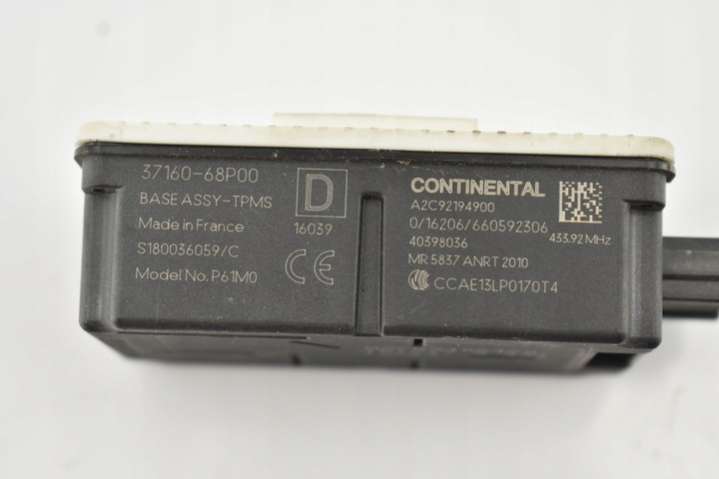 37160-68P00
BASE ASSY-TPMS
Made in France
S180036059/C
Model No. P61M0
D
16039
CE
CONTINENTAL
A2C92194900
0/16206/660592306
40398036
433.92 MHz
MR 5837 ANRT 2010
CCAE13LP0170T4